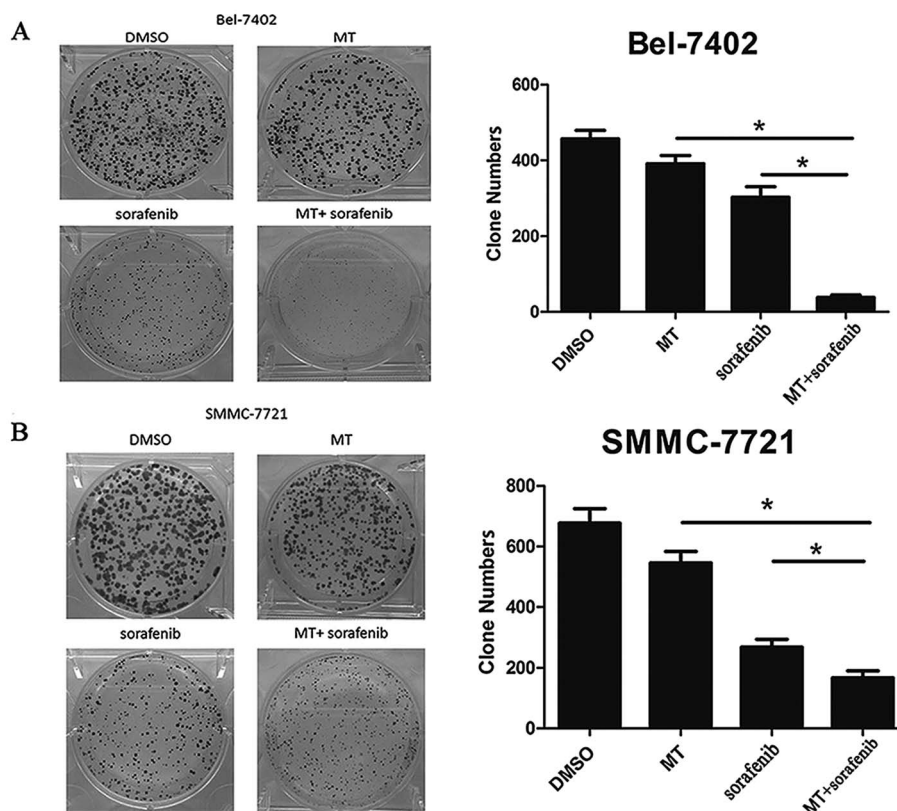 A
Bel-7402
DMSO
MT
sorafenib
MT+ sorafenib
Bel-7402
Clone Numbers
600
400
200
0
*
*
DMSO
MT
sorafenib
MT+sorafenib
B
SMMC-7721
DMSO
MT
sorafenib
MT+ sorafenib
SMMC-7721
Clone Numbers
800
600
400
200
0
*
*
DMSO
MT
sorafenib
MT+sorafenib